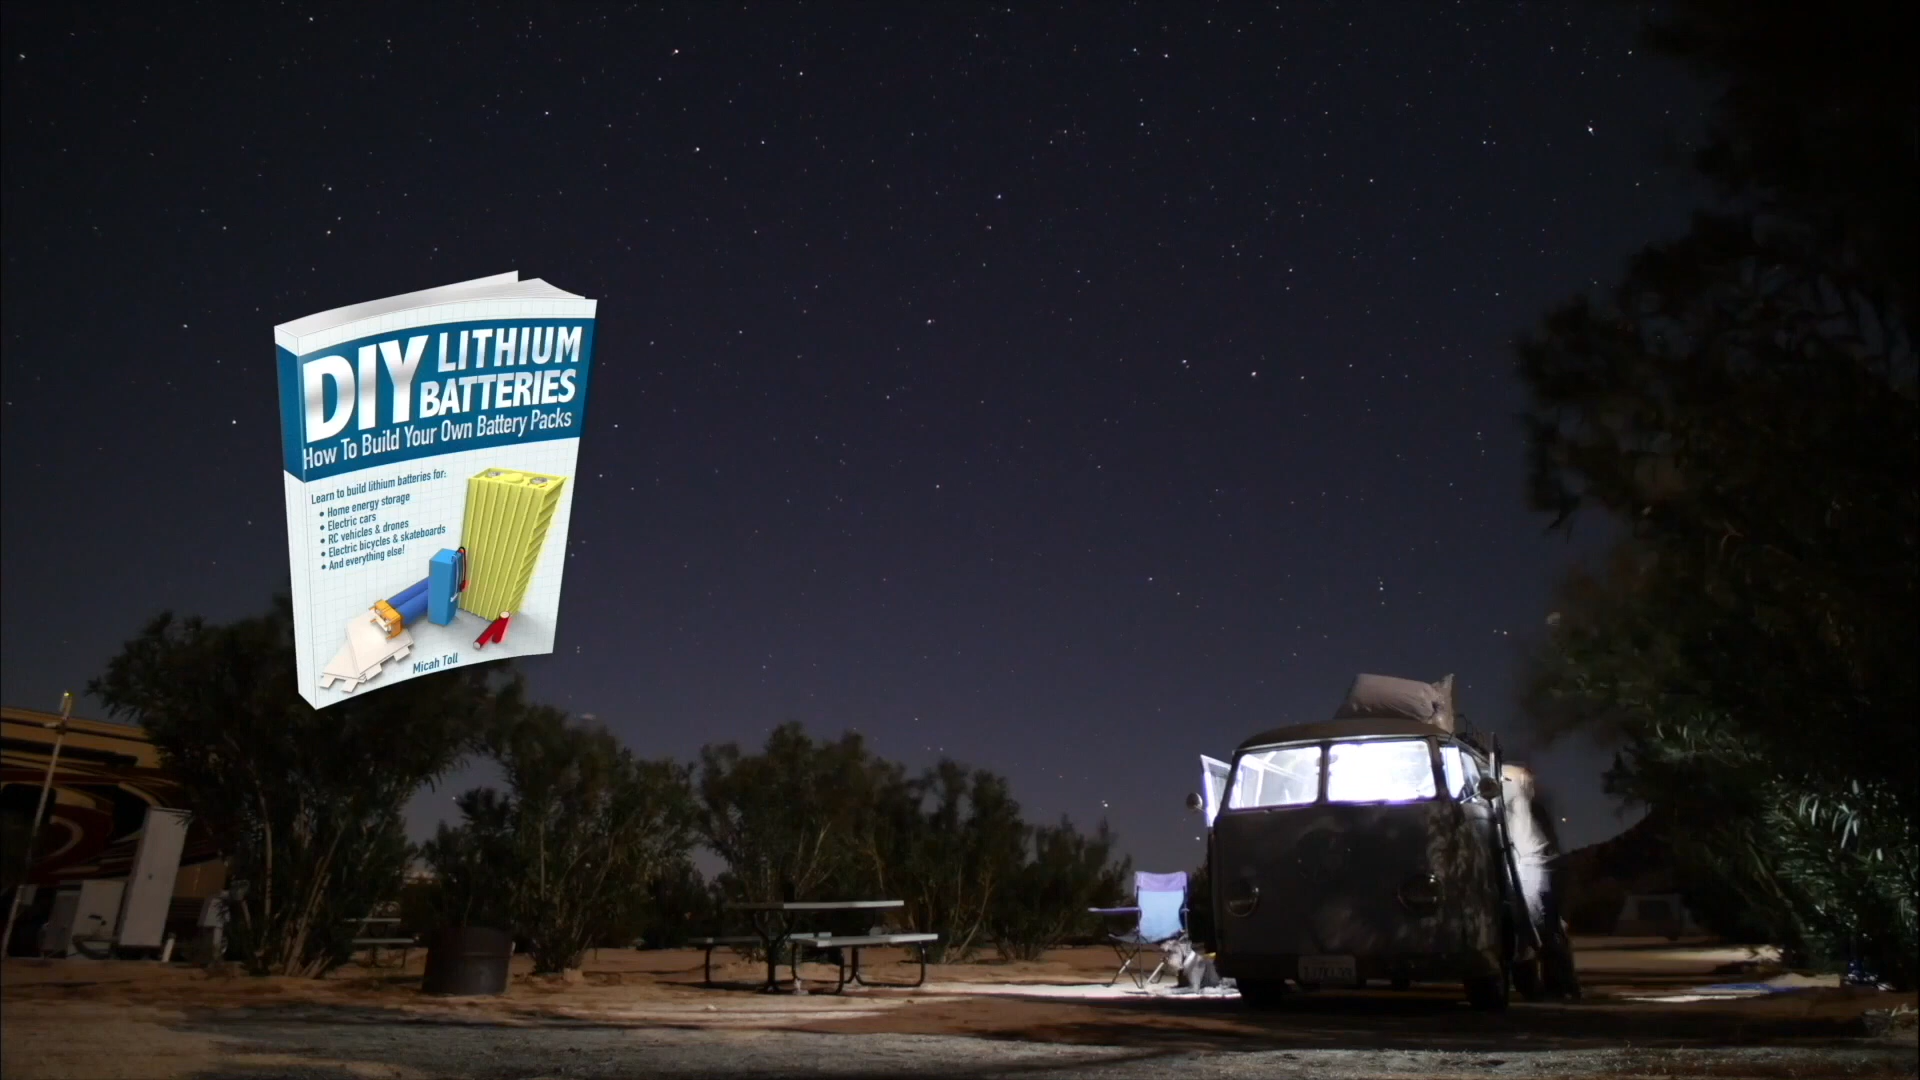 DIY LITHIUM
BATTERIES
How To Build Your Own Battery Packs
Learn to build lithium batteries for:
• Home energy storage
• Electric cars
• RC vehicles & drones
• Electric bicycles & skateboards
• And everything else!
Micah Toll